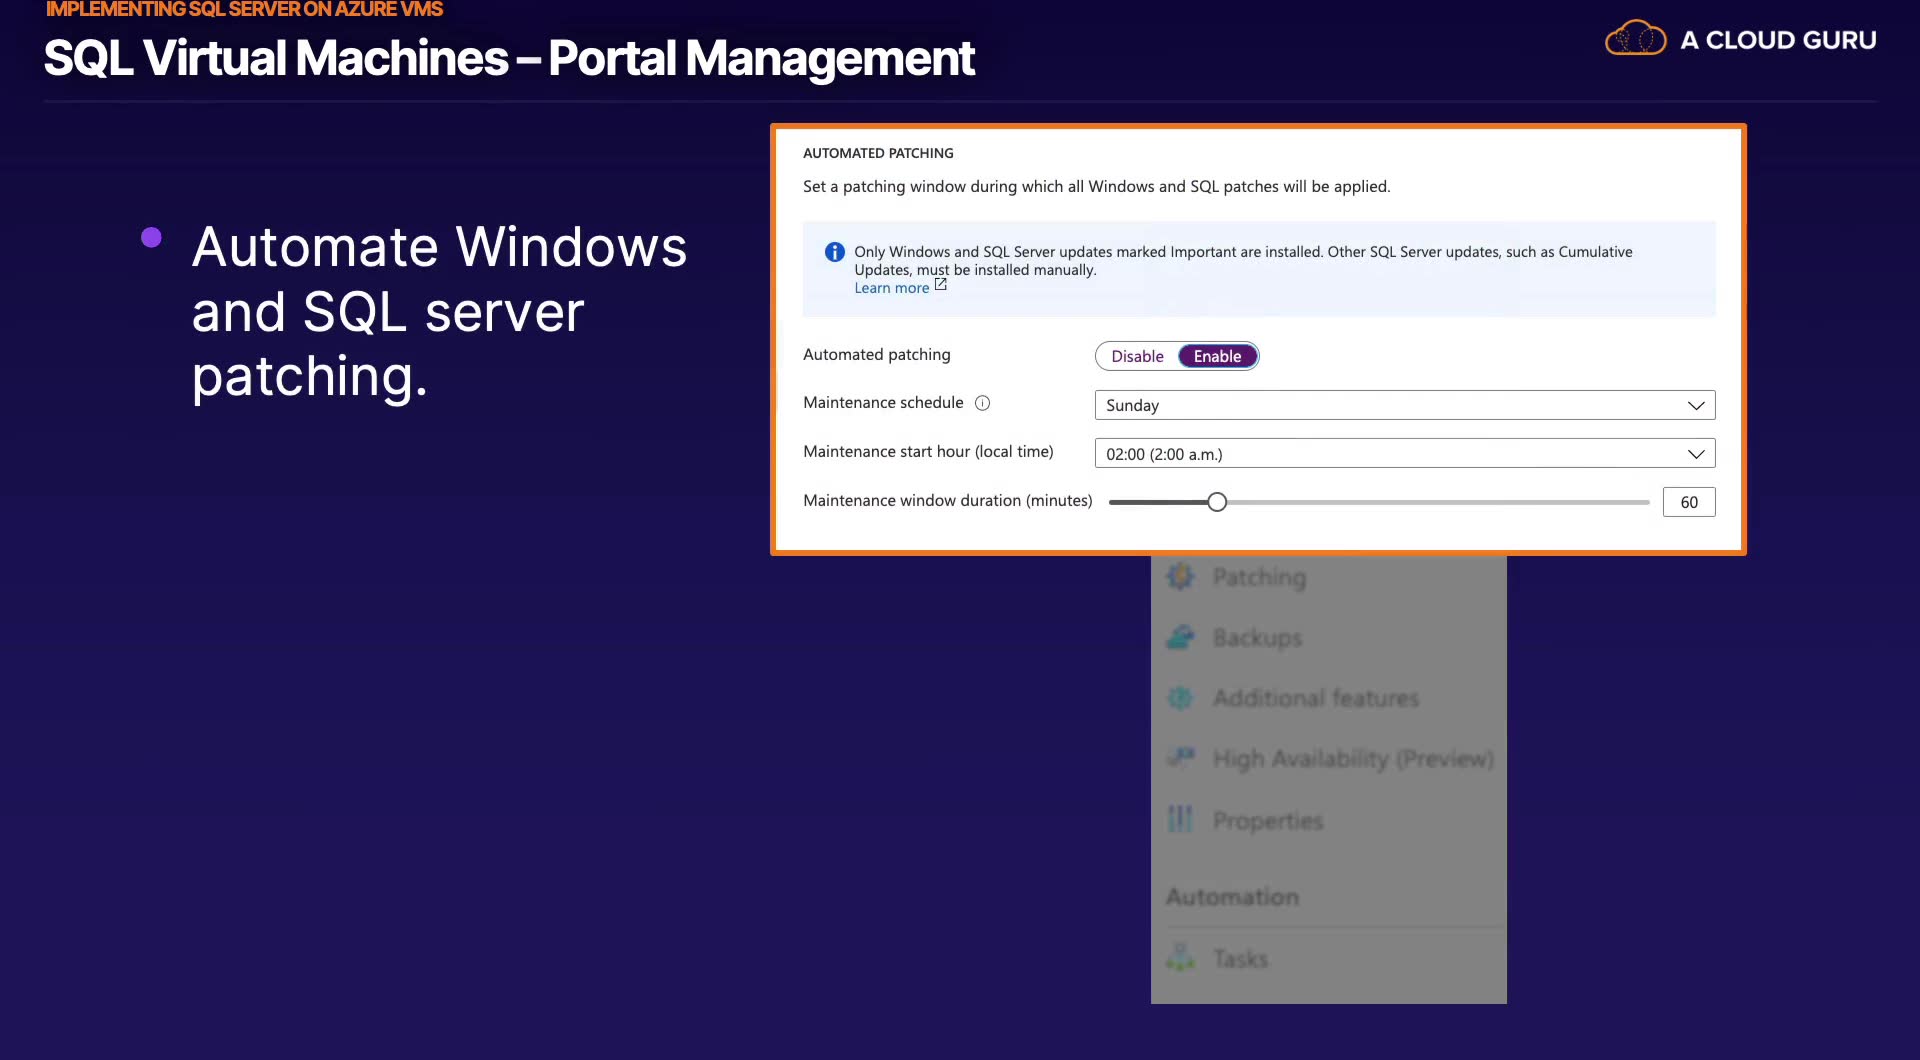 IMPLEMENTING SQL SERVER ON AZURE VMS
SQL Virtual Machines – Portal Management
A CLOUD GURU
Automate Windows
and SQL server
patching.
AUTOMATED PATCHING
Set a patching window during which all Windows and SQL patches will be applied.
Only Windows and SQL Server updates marked Important are installed. Other SQL Server updates, such as Cumulative
Updates, must be installed manually.
Learn more
Automated patching
Disable Enable
Maintenance schedule
Sunday
Maintenance start hour (local time)
02:00 (2:00 a.m.)
Maintenance window duration (minutes)
60
Patching
Backups
Additional features
High Availability (Preview)
Properties
Automation
Tasks